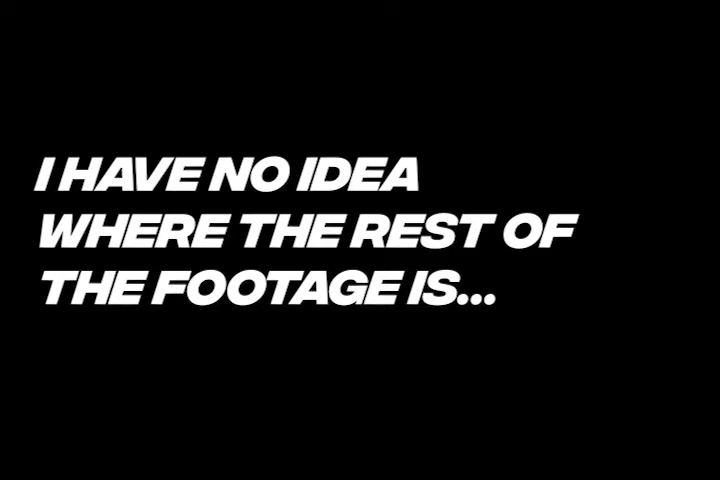 I HAVE NO IDEA
WHERE THE REST OF
THE FOOTAGE IS...